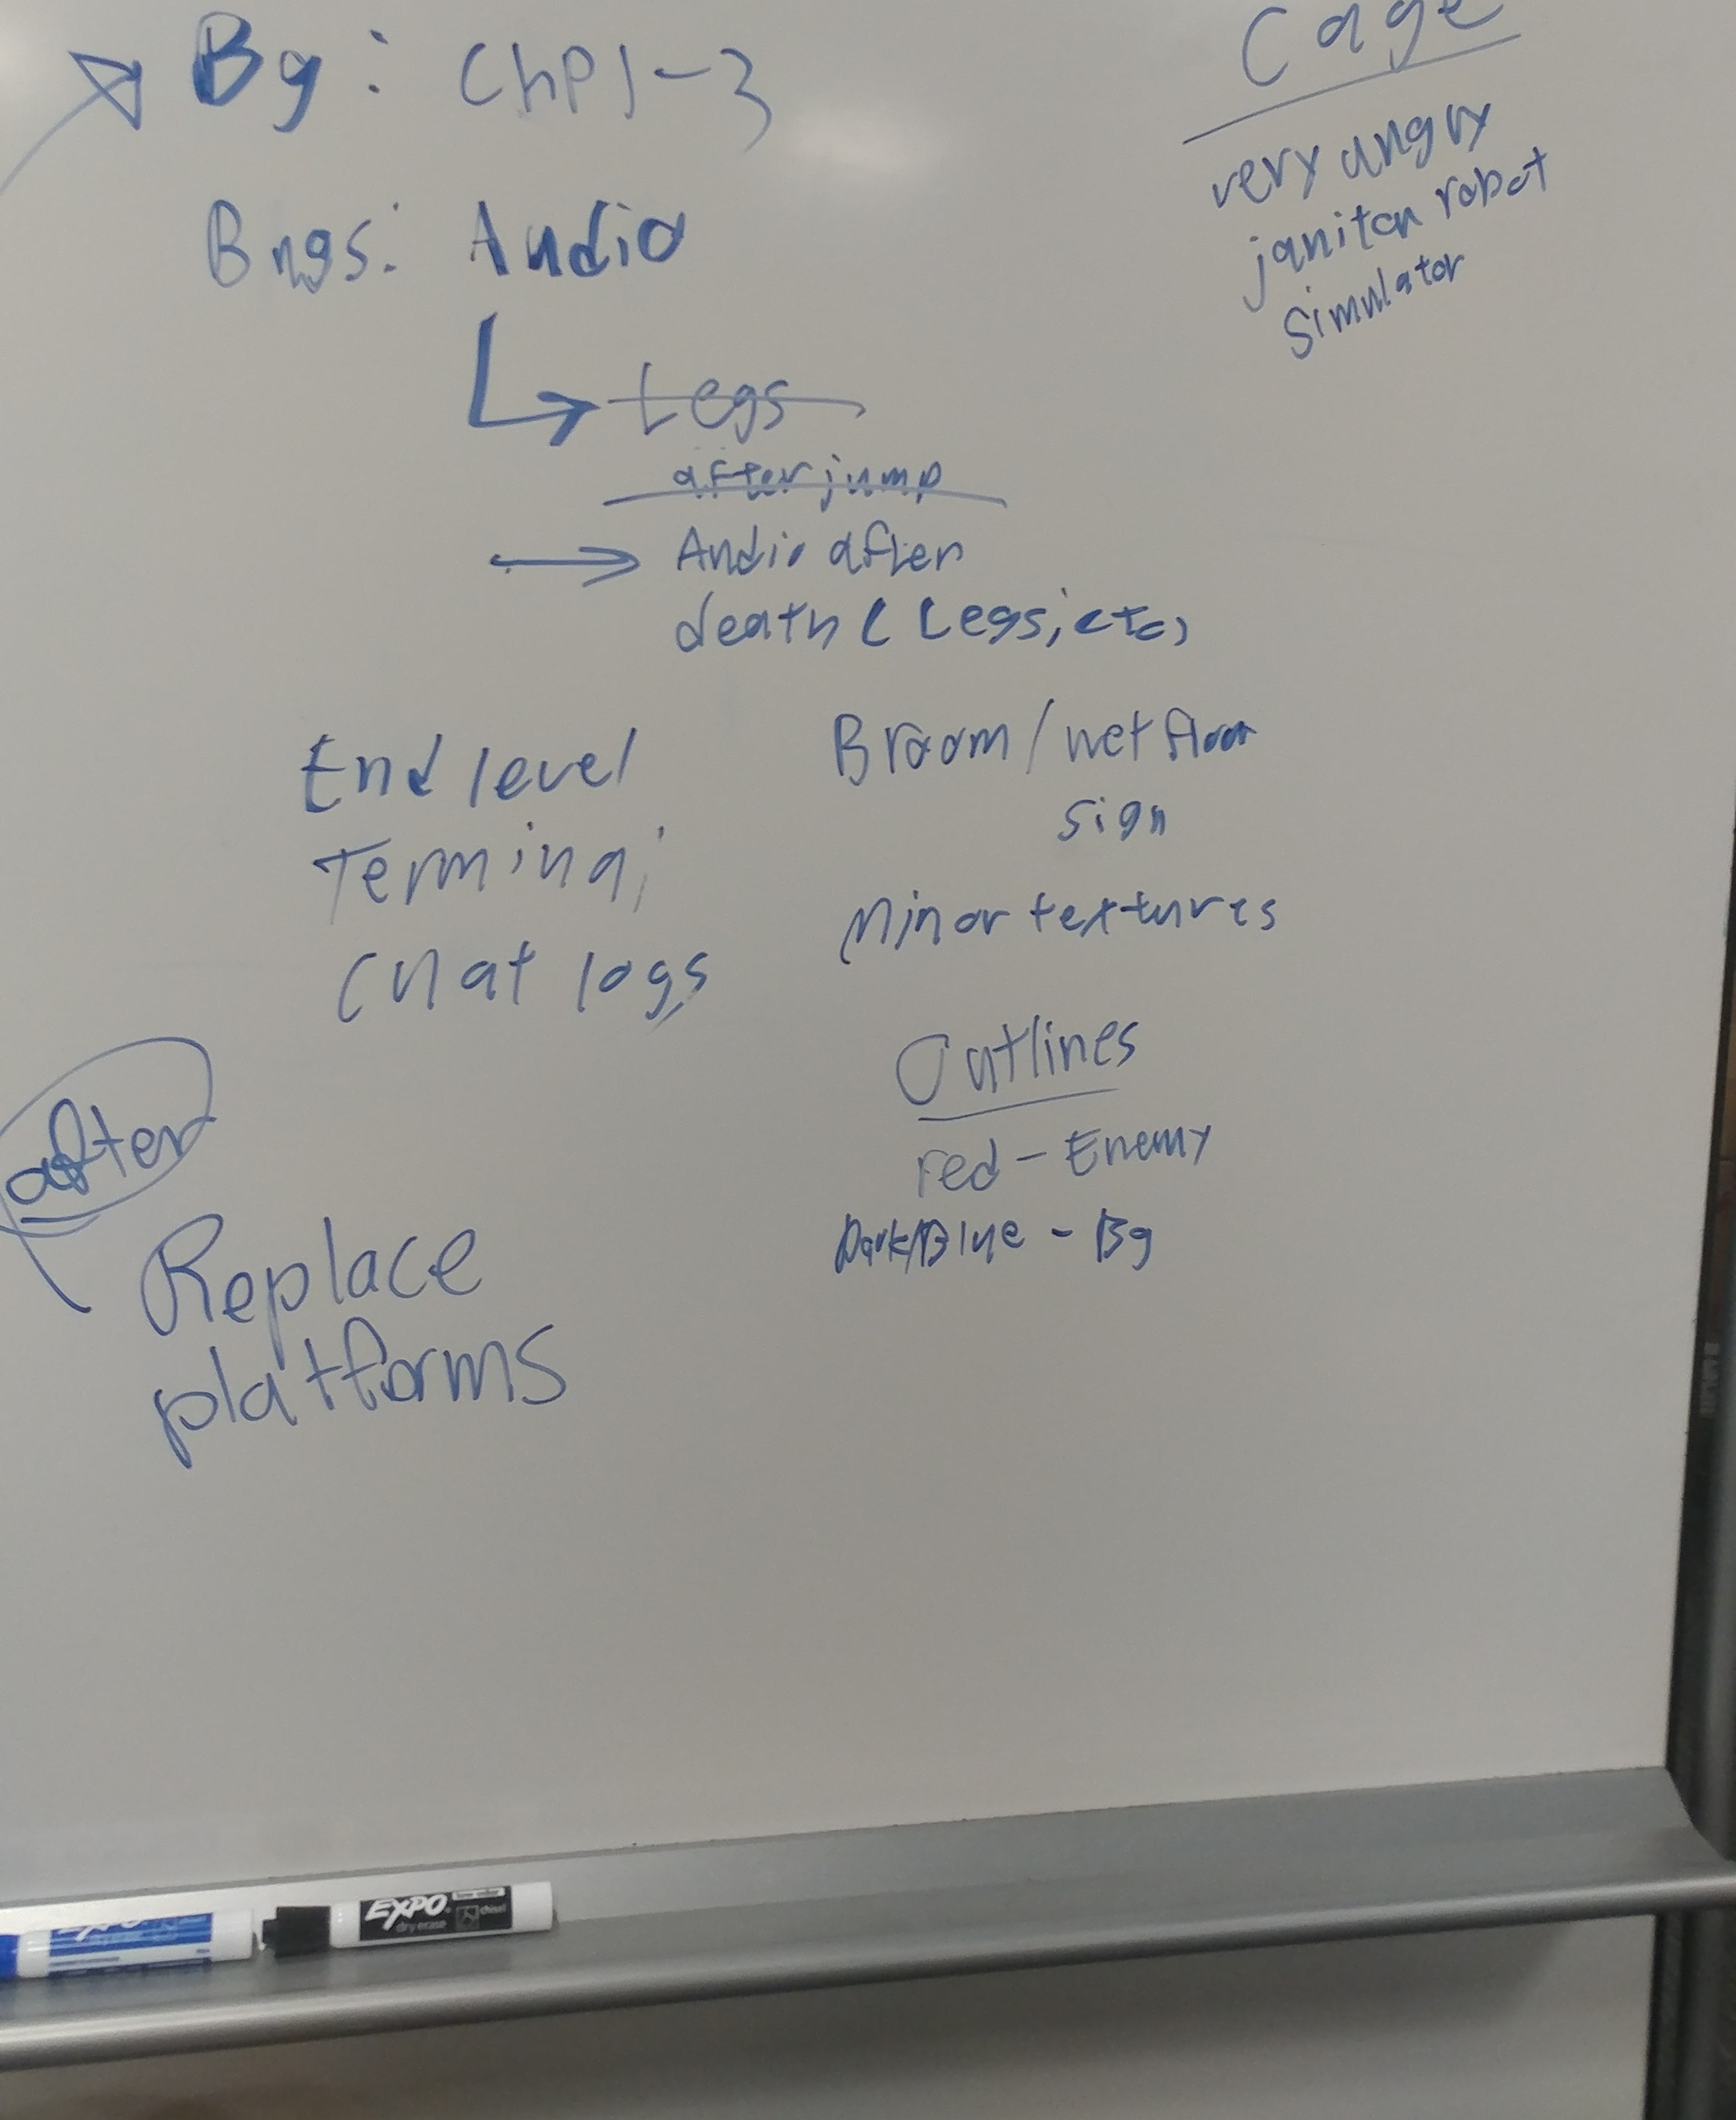 Bg: Chp1-3
Bugs: Audio
Legs
after jump
Audio after
death (Legs, etc)
End level
Terminal
Chat logs
after
Replace
platforms
Cage
very angry
janitor robot
simulator
Broom/wet floor
sign
Minor textures
Outlines
red - Enemy
Dark/Blue - Bg
EXPO
EXPO
dry erase
chisel